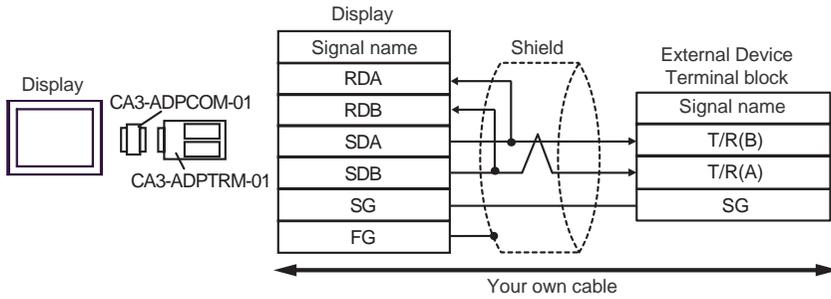 Display
CA3-ADPCOM-01
CA3-ADPTRM-01
Display
Signal name
RDA
RDB
SDA
SDB
SG
FG
Shield
External Device
Terminal block
Signal name
T/R(B)
T/R(A)
SG
Your own cable